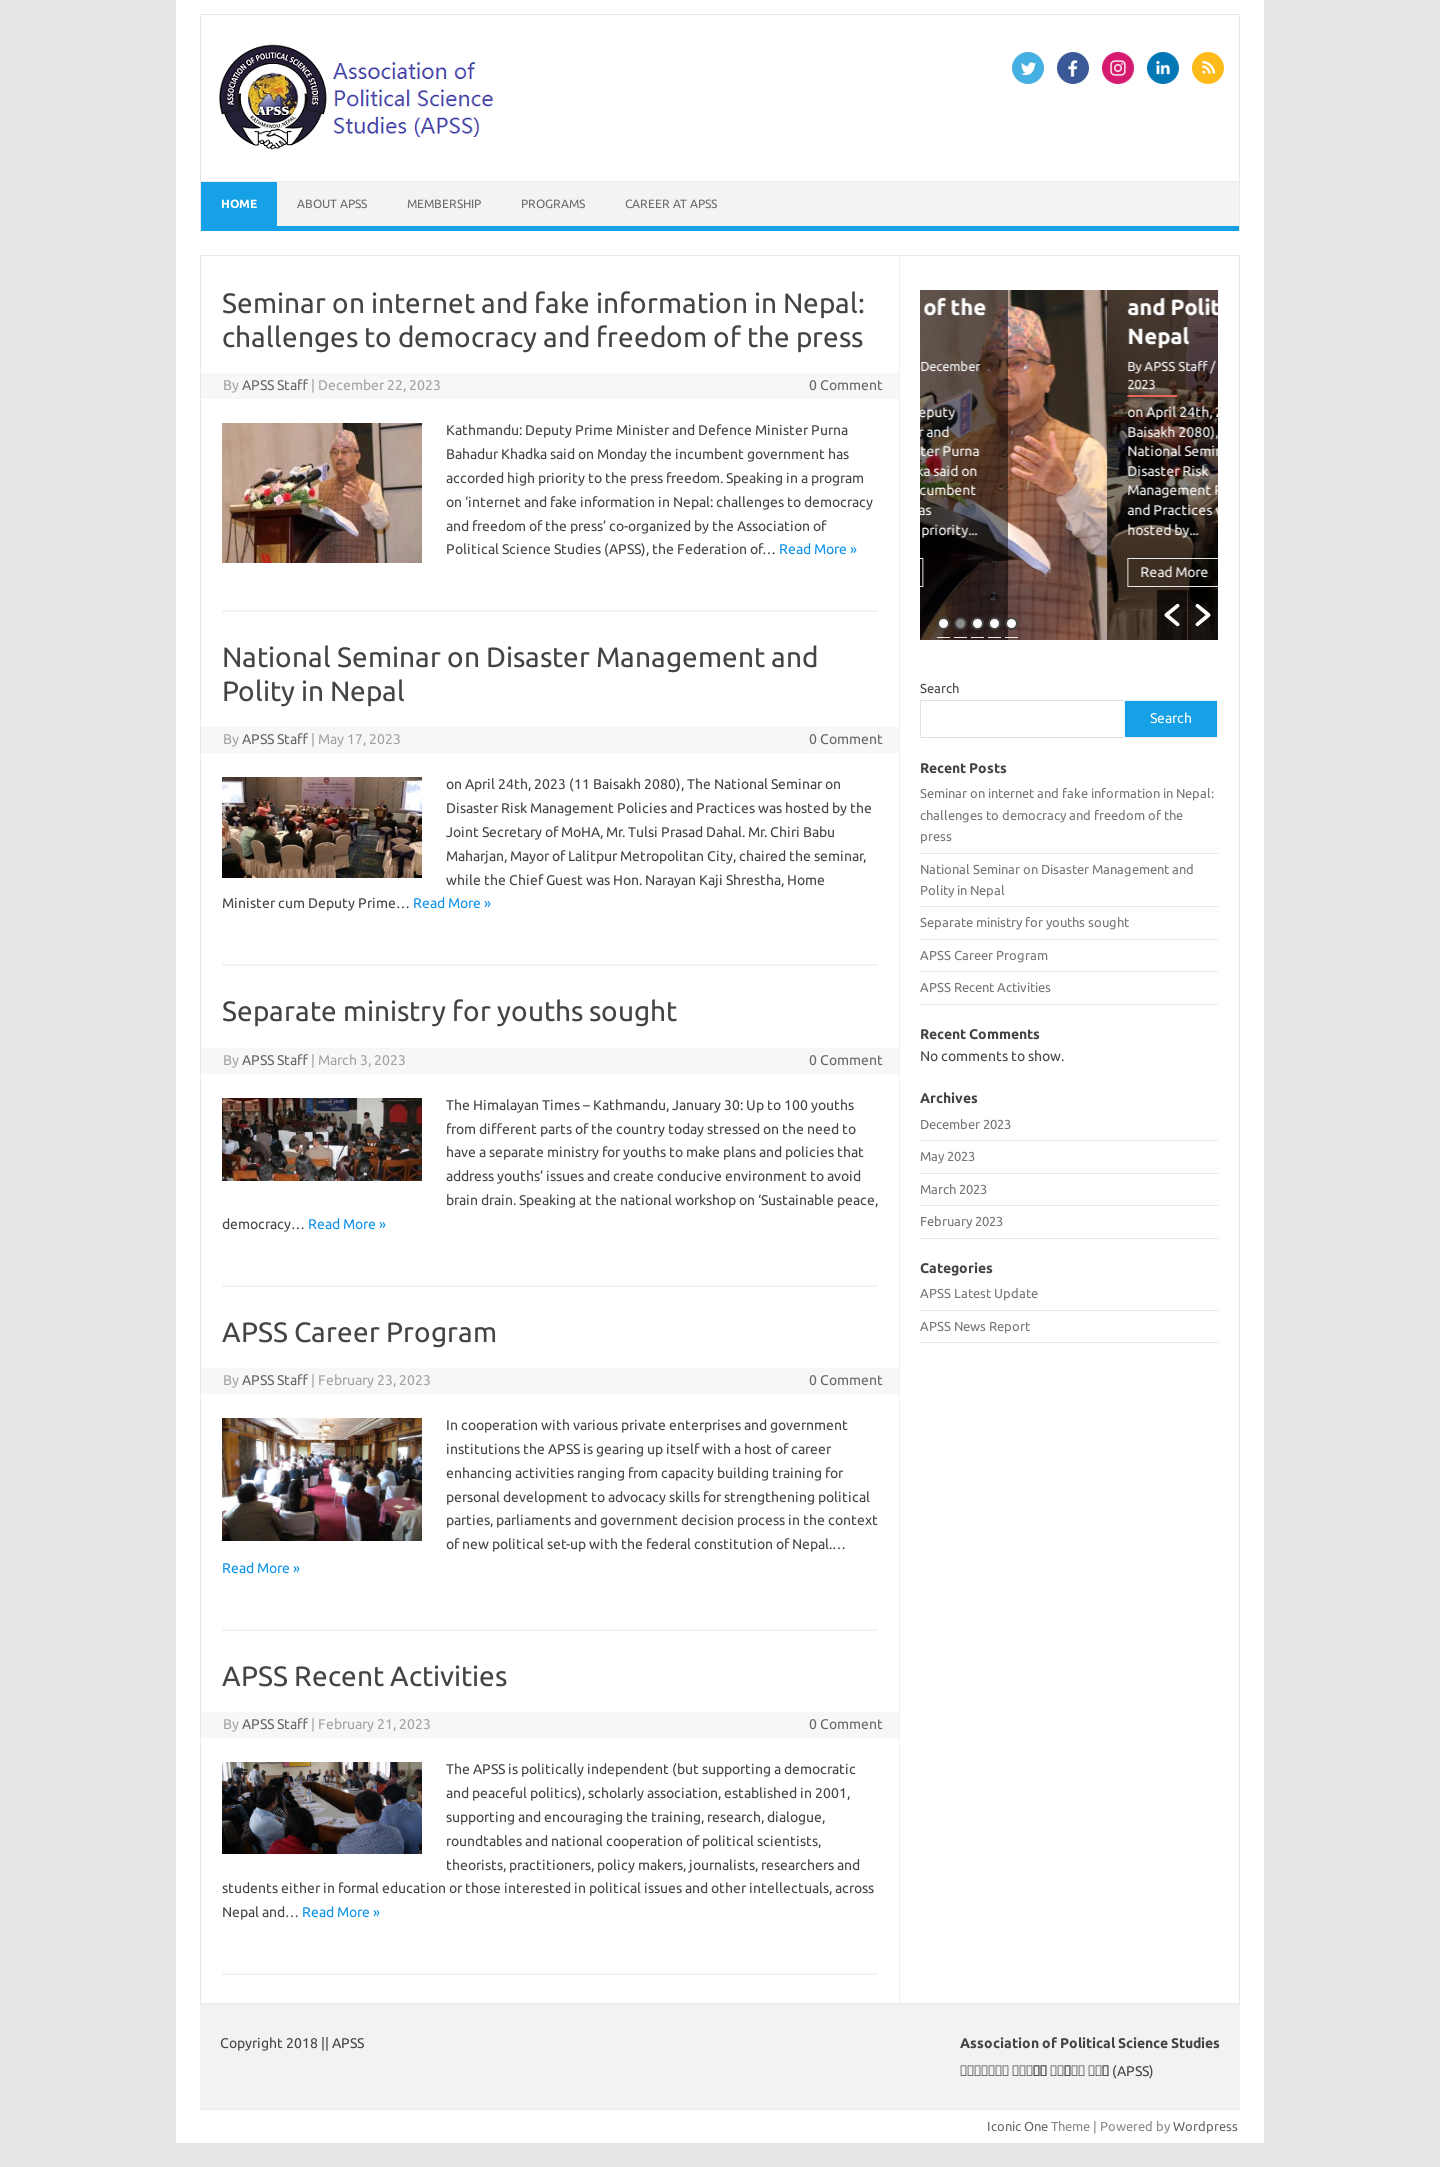 ASSOCIATION OF POLITICAL SCIENCE STUDIES
APSS
KATHMANDU, NEPAL
Association of
Political Science
Studies (APSS)
HOME
ABOUT APSS
MEMBERSHIP
PROGRAMS
CAREER AT APSS
Seminar on internet and fake information in Nepal:
challenges to democracy and freedom of the press
By APSS Staff | December 22, 2023
0 Comment
Kathmandu: Deputy Prime Minister and Defence Minister Purna
Bahadur Khadka said on Monday the incumbent government has
accorded high priority to the press freedom. Speaking in a program
on ‘internet and fake information in Nepal: challenges to democracy
and freedom of the press’ co-organized by the Association of
Political Science Studies (APSS), the Federation of… Read More »
National Seminar on Disaster Management and
Polity in Nepal
By APSS Staff | May 17, 2023
0 Comment
on April 24th, 2023 (11 Baisakh 2080), The National Seminar on
Disaster Risk Management Policies and Practices was hosted by the
Joint Secretary of MoHA, Mr. Tulsi Prasad Dahal. Mr. Chiri Babu
Maharjan, Mayor of Lalitpur Metropolitan City, chaired the seminar,
while the Chief Guest was Hon. Narayan Kaji Shrestha, Home
Minister cum Deputy Prime… Read More »
Separate ministry for youths sought
By APSS Staff | March 3, 2023
0 Comment
The Himalayan Times – Kathmandu, January 30: Up to 100 youths
from different parts of the country today stressed on the need to
have a separate ministry for youths to make plans and policies that
address youths’ issues and create conducive environment to avoid
brain drain. Speaking at the national workshop on ‘Sustainable peace,
democracy… Read More »
APSS Career Program
By APSS Staff | February 23, 2023
0 Comment
In cooperation with various private enterprises and government
institutions the APSS is gearing up itself with a host of career
enhancing activities ranging from capacity building training for
personal development to advocacy skills for strengthening political
parties, parliaments and government decision process in the context
of new political set-up with the federal constitution of Nepal.…
Read More »
APSS Recent Activities
By APSS Staff | February 21, 2023
0 Comment
The APSS is politically independent (but supporting a democratic
and peaceful politics), scholarly association, established in 2001,
supporting and encouraging the training, research, dialogue,
roundtables and national cooperation of political scientists,
theorists, practitioners, policy makers, journalists, researchers and
students either in formal education or those interested in political issues and other intellectuals, across
Nepal and… Read More »
of the
December
and
Purna
said on
priority...
and
Nepal
By APSS Staff /
2023
on April 24th,
Baisakh 2080),
National
Disaster Risk
Management
and Practices
hosted by...
Read More
Search
Search
Recent Posts
Seminar on internet and fake information in Nepal:
challenges to democracy and freedom of the
press
National Seminar on Disaster Management and
Polity in Nepal
Separate ministry for youths sought
APSS Career Program
APSS Recent Activities
Recent Comments
No comments to show.
Archives
December 2023
May 2023
March 2023
February 2023
Categories
APSS Latest Update
APSS News Report
Copyright 2018 || APSS
Association of Political Science Studies
(APSS)
Iconic One Theme | Powered by Wordpress